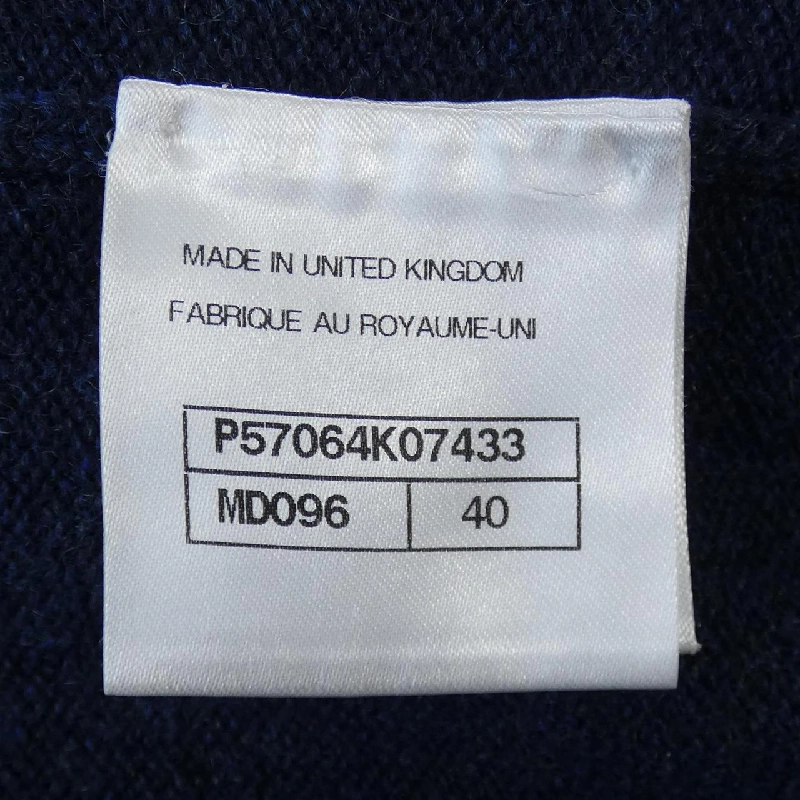 MADE IN UNITED KINGDOM
FABRIQUE AU ROYAUME-UNI
P57064K07433
MD096 40